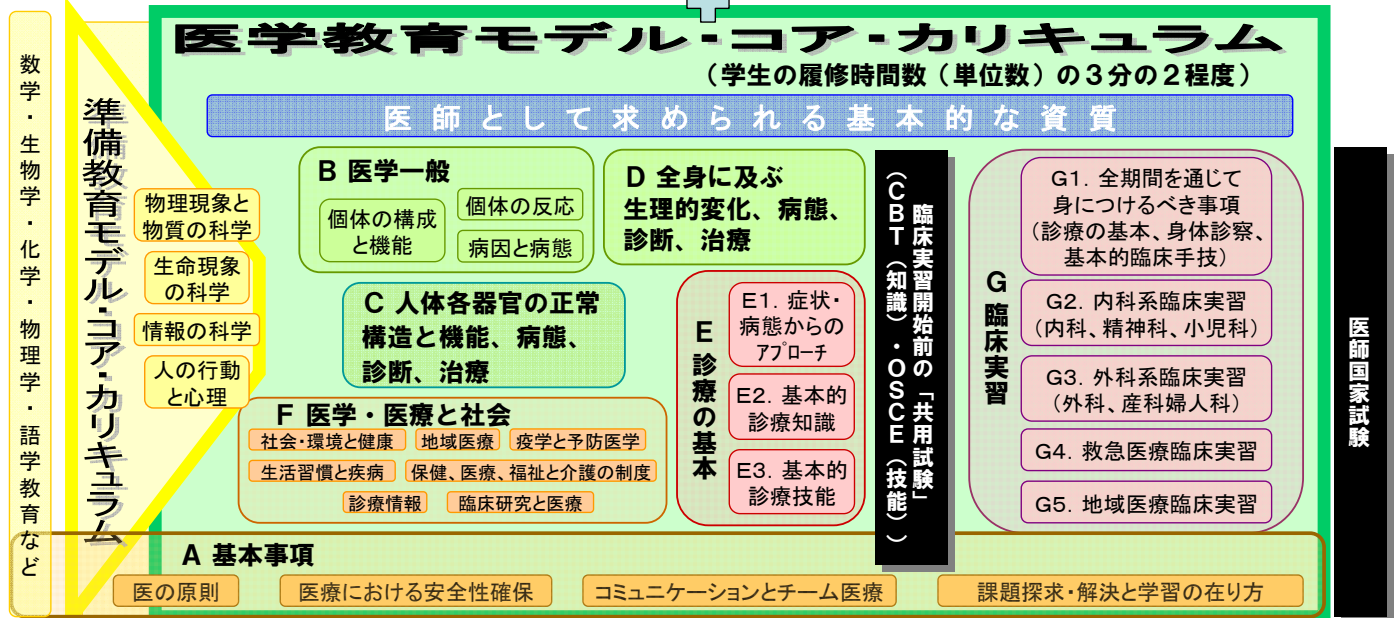 医学教育モデル・コア・カリキュラム
（学生の履修時間数（単位数）の３分の２程度）
医師として求められる基本的な資質
数学・生物学・化学・物理学・語学教育など
準備教育モデル・コア・カリキュラム
物理現象と
物質の科学
生命現象
の科学
情報の科学
人の行動
と心理
B 医学一般
個体の構成
と機能
個体の反応
病因と病態
C 人体各器官の正常
構造と機能、病態、
診断、治療
D 全身に及ぶ
生理的変化、病態、
診断、治療
E 診療の基本
E1．症状・
病態からの
アプローチ
E2．基本的
診療知識
E3．基本的
診療技能
F 医学・医療と社会
社会・環境と健康
地域医療
疫学と予防医学
生活習慣と疾病
保健、医療、福祉と介護の制度
診療情報
臨床研究と医療
臨床実習開始前の「共用試験」
（CBT（知識）・OSCE（技能））
G 臨床実習
G1．全期間を通じて
身につけるべき事項
（診療の基本、身体診察、
基本的臨床手技）
G2．内科系臨床実習
（内科、精神科、小児科）
G3．外科系臨床実習
（外科、産科婦人科）
G4．救急医療臨床実習
G5．地域医療臨床実習
医師国家試験
A 基本事項
医の原則
医療における安全性確保
コミュニケーションとチーム医療
課題探求・解決と学習の在り方